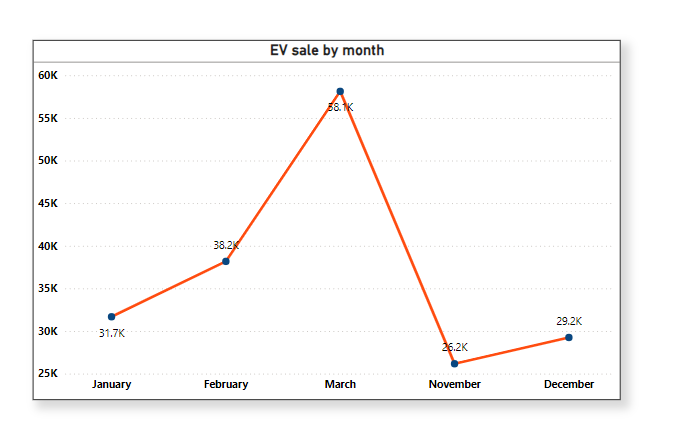 EV sale by month
60K
58.1K
55K
50K
45K
40K
38.2K
35K
31.7K
30K
29.2K
26.2K
25K
January February March November December